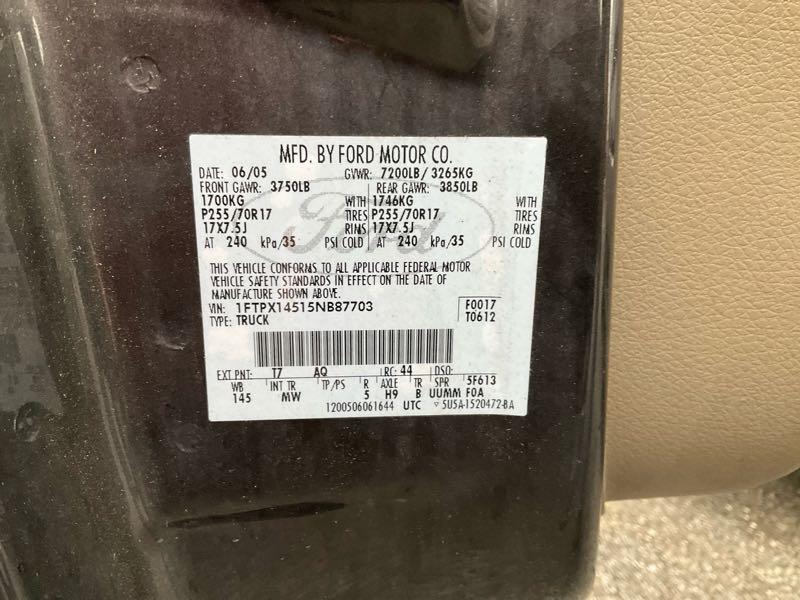 MFD. BY FORD MOTOR CO.
DATE: 06/05 GVWR: 7200LB/ 3265KG
FRONT GAWR: 3750LB REAR GAWR: 3850LB
1700KG WITH 1746KG WITH
P255/70R17 TIRES P255/70R17 TIRES
17X7.5J RIMS 17X7.5J RIMS
AT 240 kPa/35 PSI COLD AT 240 kPa/35 PSI COLD
Ford
THIS VEHICLE CONFORMS TO ALL APPLICABLE FEDERAL MOTOR
VEHICLE SAFETY STANDARDS IN EFFECT ON THE DATE OF
MANUFACTURE SHOWN ABOVE.
VIN: 1FTPX14515NB87703 F0017
TYPE: TRUCK T0612
EXT PNT: T7 AQ RC: 44 DSO:
WB INT TR TP/PS R AXLE TR SPR 5F613
145 MW 5 H9 B UUMM F0A
1200506061644 UTC ▽5U5A-1520472-BA